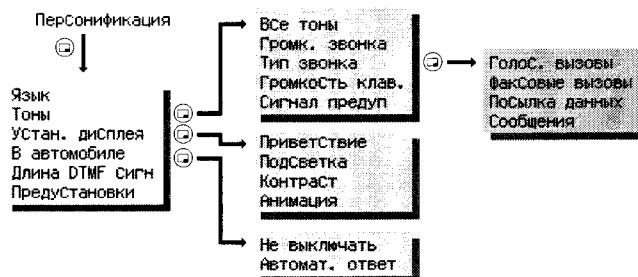 ПерСонификация
Язык
Тоны
УСтан. диСплея
В автомобиле
Длина DTMF Сигн
ПредуСтановки
ВСе тоны
Громк. звонка
Тип звонка
ГромкоСть клав.
Сигнал предуп
ГолоС. вызовы
ФакСовые вызовы
ПоСылка данных
Сообщения
ПриветСтвие
ПодСветка
КонтраСт
Анимация
Не выключать
Автомат. ответ